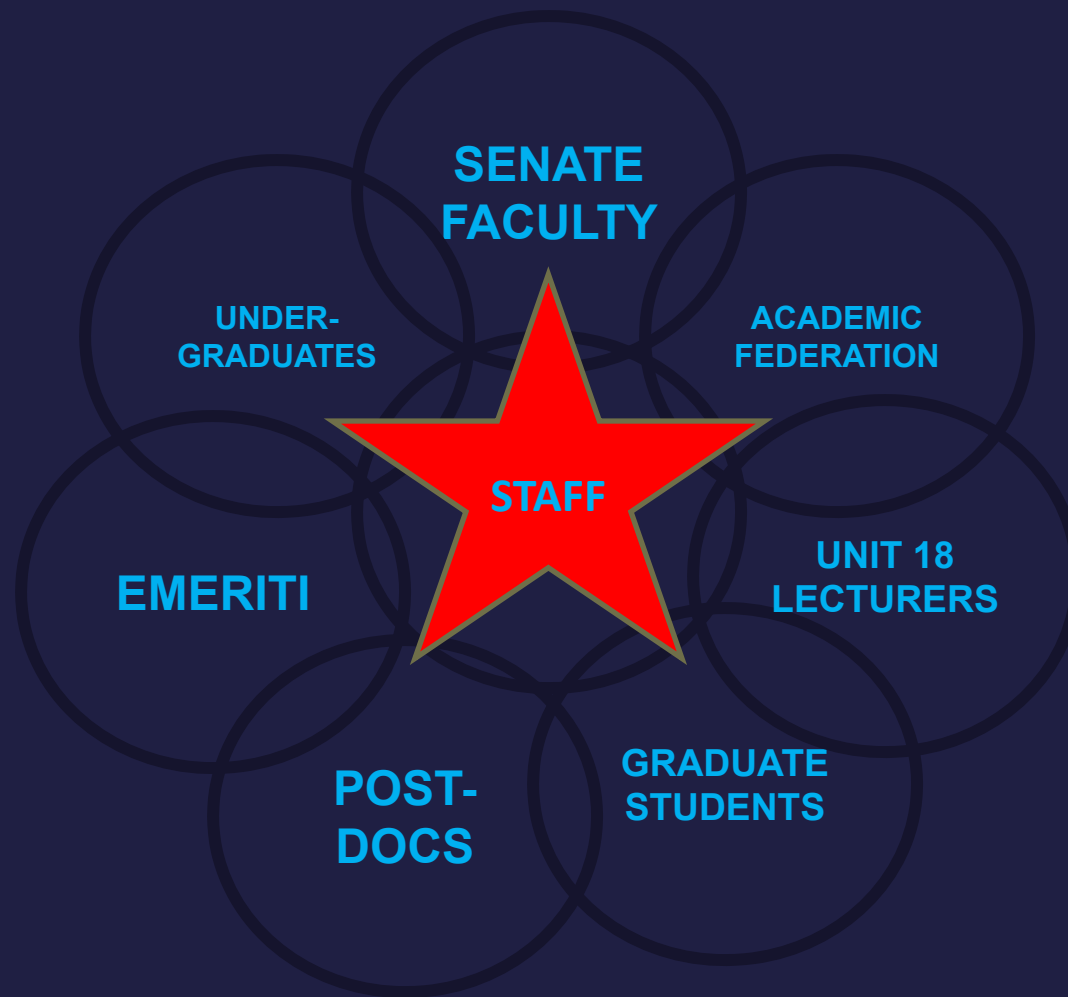 SENATE
FACULTY
UNDER-
GRADUATES
ACADEMIC
FEDERATION
STAFF
EMERITI
UNIT 18
LECTURERS
POST-
DOCS
GRADUATE
STUDENTS